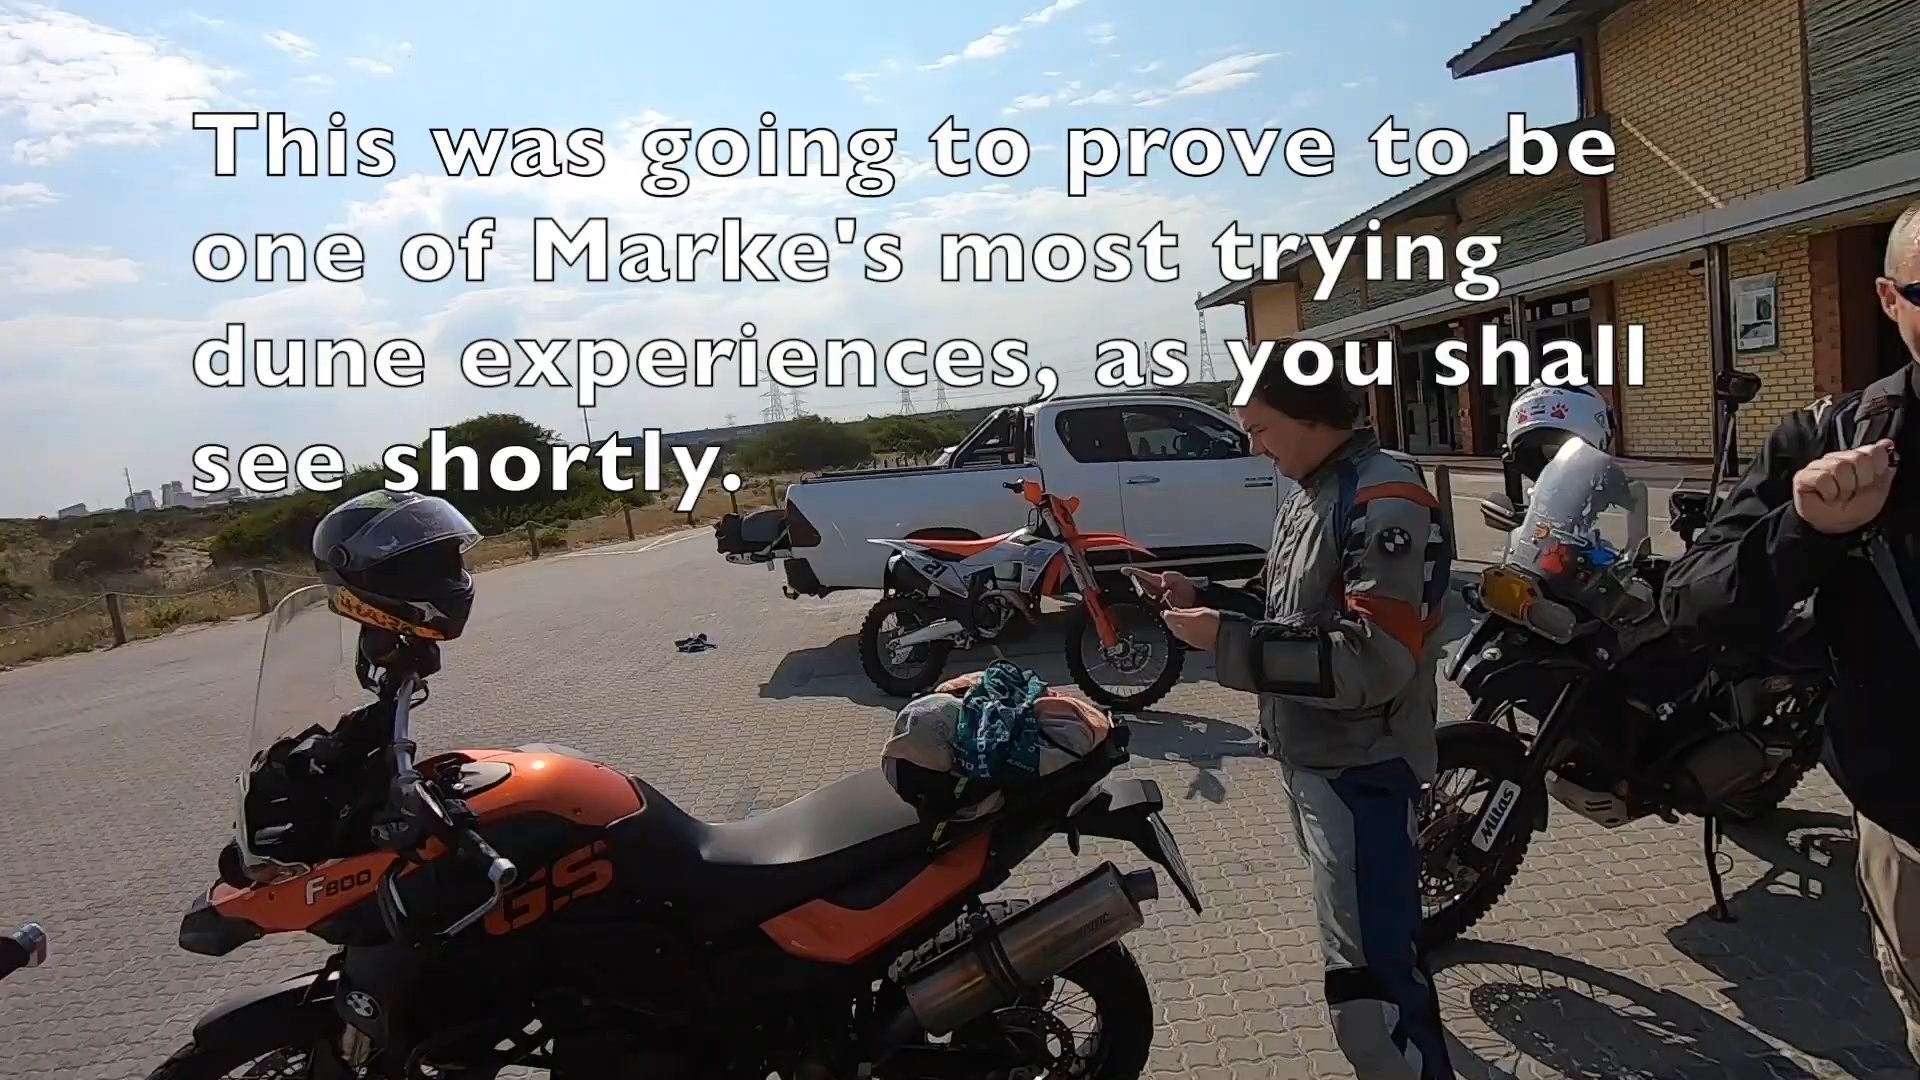 This was going to prove to be
one of Marke's most trying
dune experiences, as you shall
see shortly.
21
F800
GS
Mitas